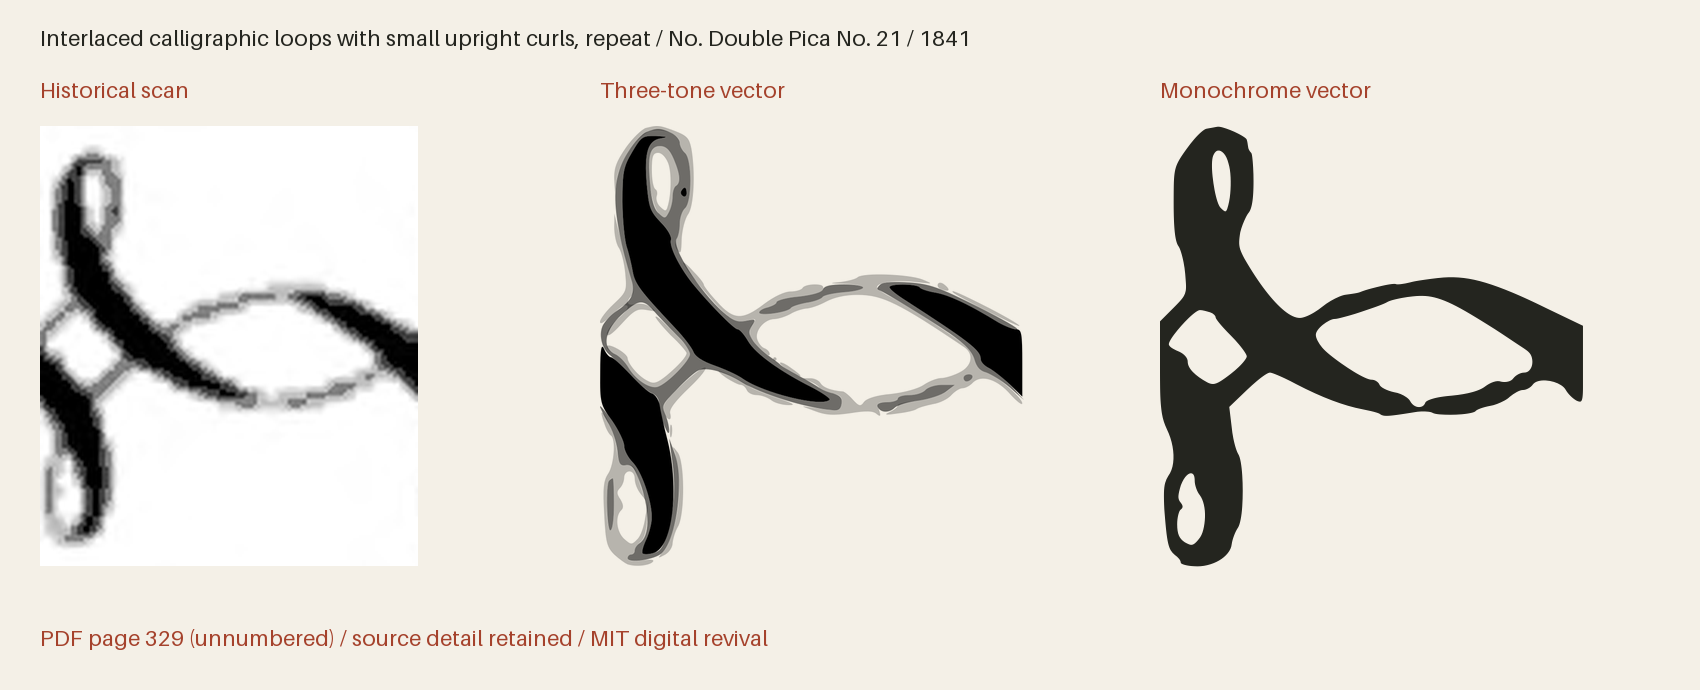 Interlaced calligraphic loops with small upright curls, repeat / No. Double Pica No. 21 / 1841
Historical scan
Three-tone vector
Monochrome vector
PDF page 329 (unnumbered) / source detail retained / MIT digital revival